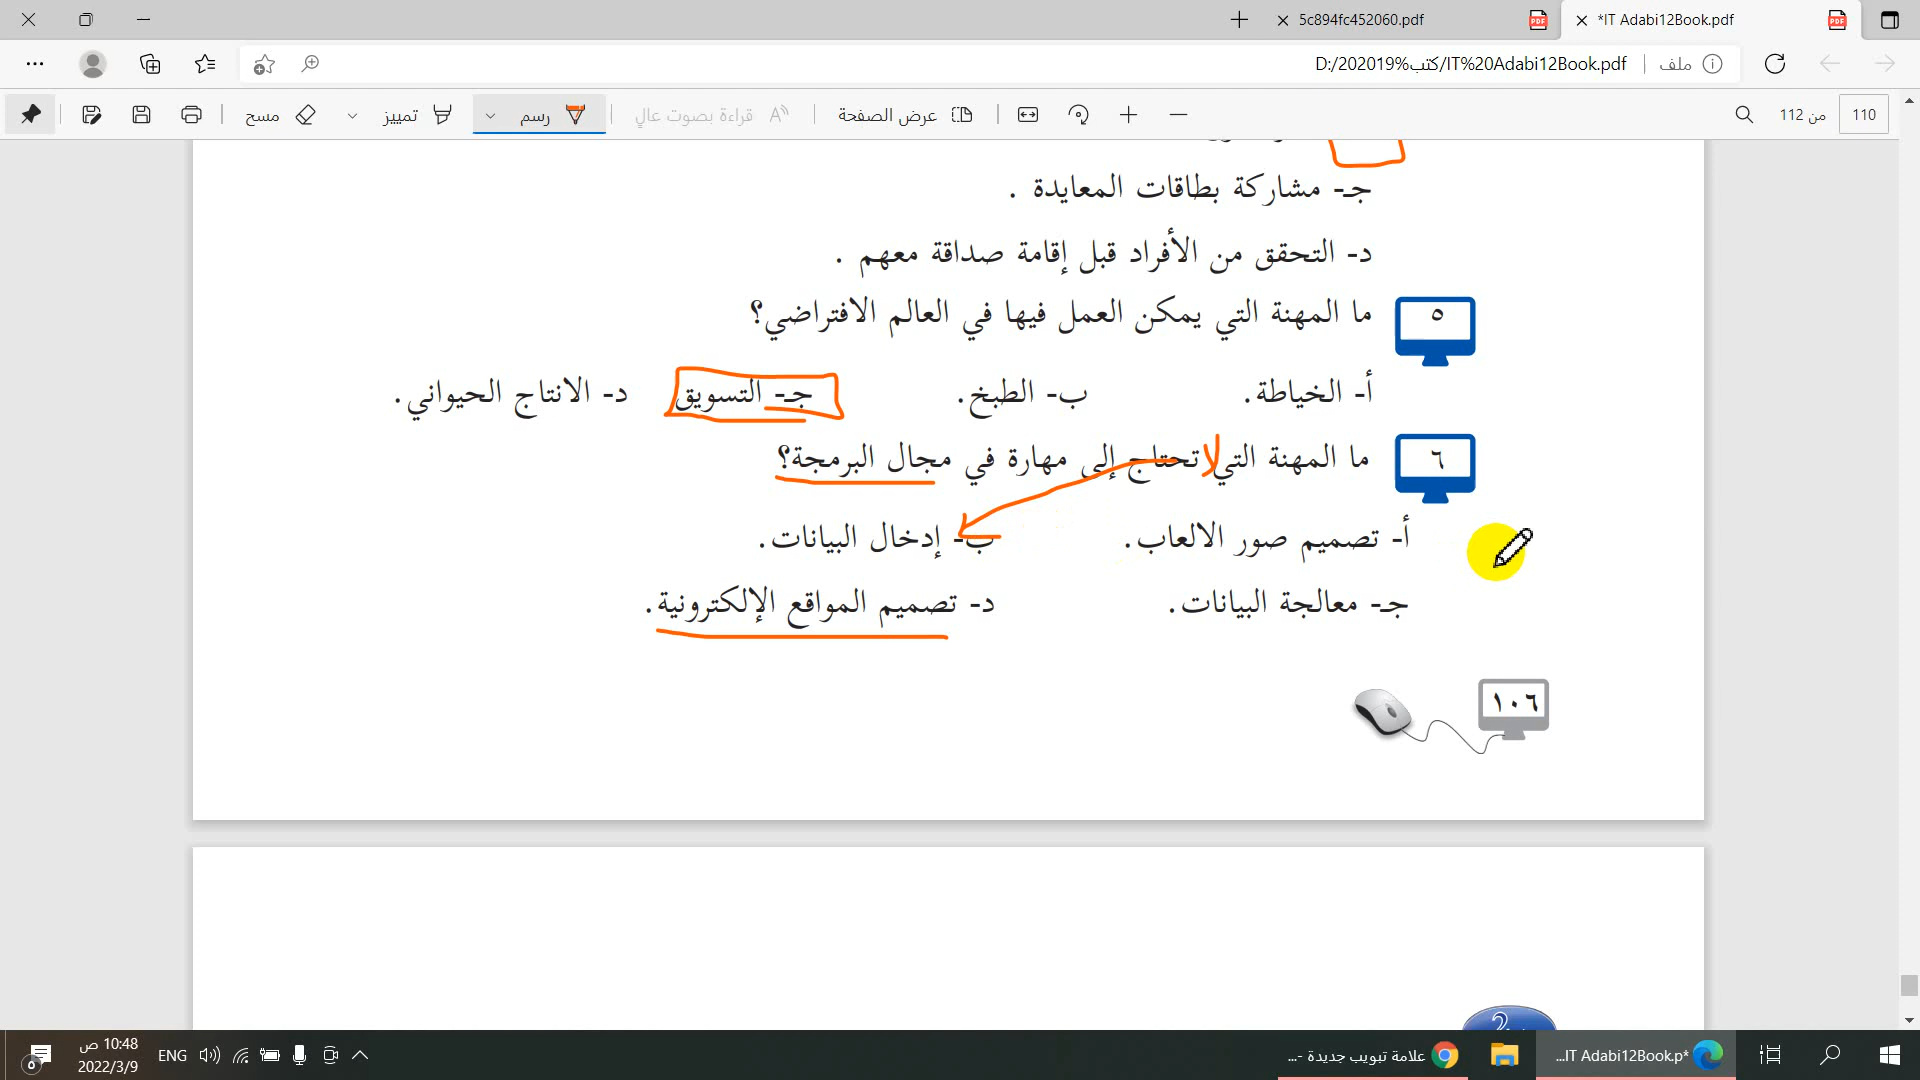 5c894fc452060.pdf
*IT Adabi12Book.pdf
D:/202019%كتب/IT%20Adabi12Book.pdf
ملف
مسح
تمييز
رسم
قراءة بصوت عالٍ
عرض الصفحة
من 112
110
جـ- مشاركة بطاقات المعايدة .
د- التحقق من الأفراد قبل إقامة صداقة معهم .
٥
ما المهنة التي يمكن العمل فيها في العالم الافتراضي؟
أ- الخياطة.
ب- الطبخ.
جـ- التسويق
د- الانتاج الحيواني.
٦
ما المهنة التي لا تحتاج إلى مهارة في مجال البرمجة؟
أ- تصميم صور الالعاب.
ب- إدخال البيانات.
جـ- معالجة البيانات.
د- تصميم المواقع الإلكترونية.
١٠٦
2
10:48 ص
2022/3/9
ENG
علامة تبويب جديدة -...
...IT Adabi12Book.p*
6